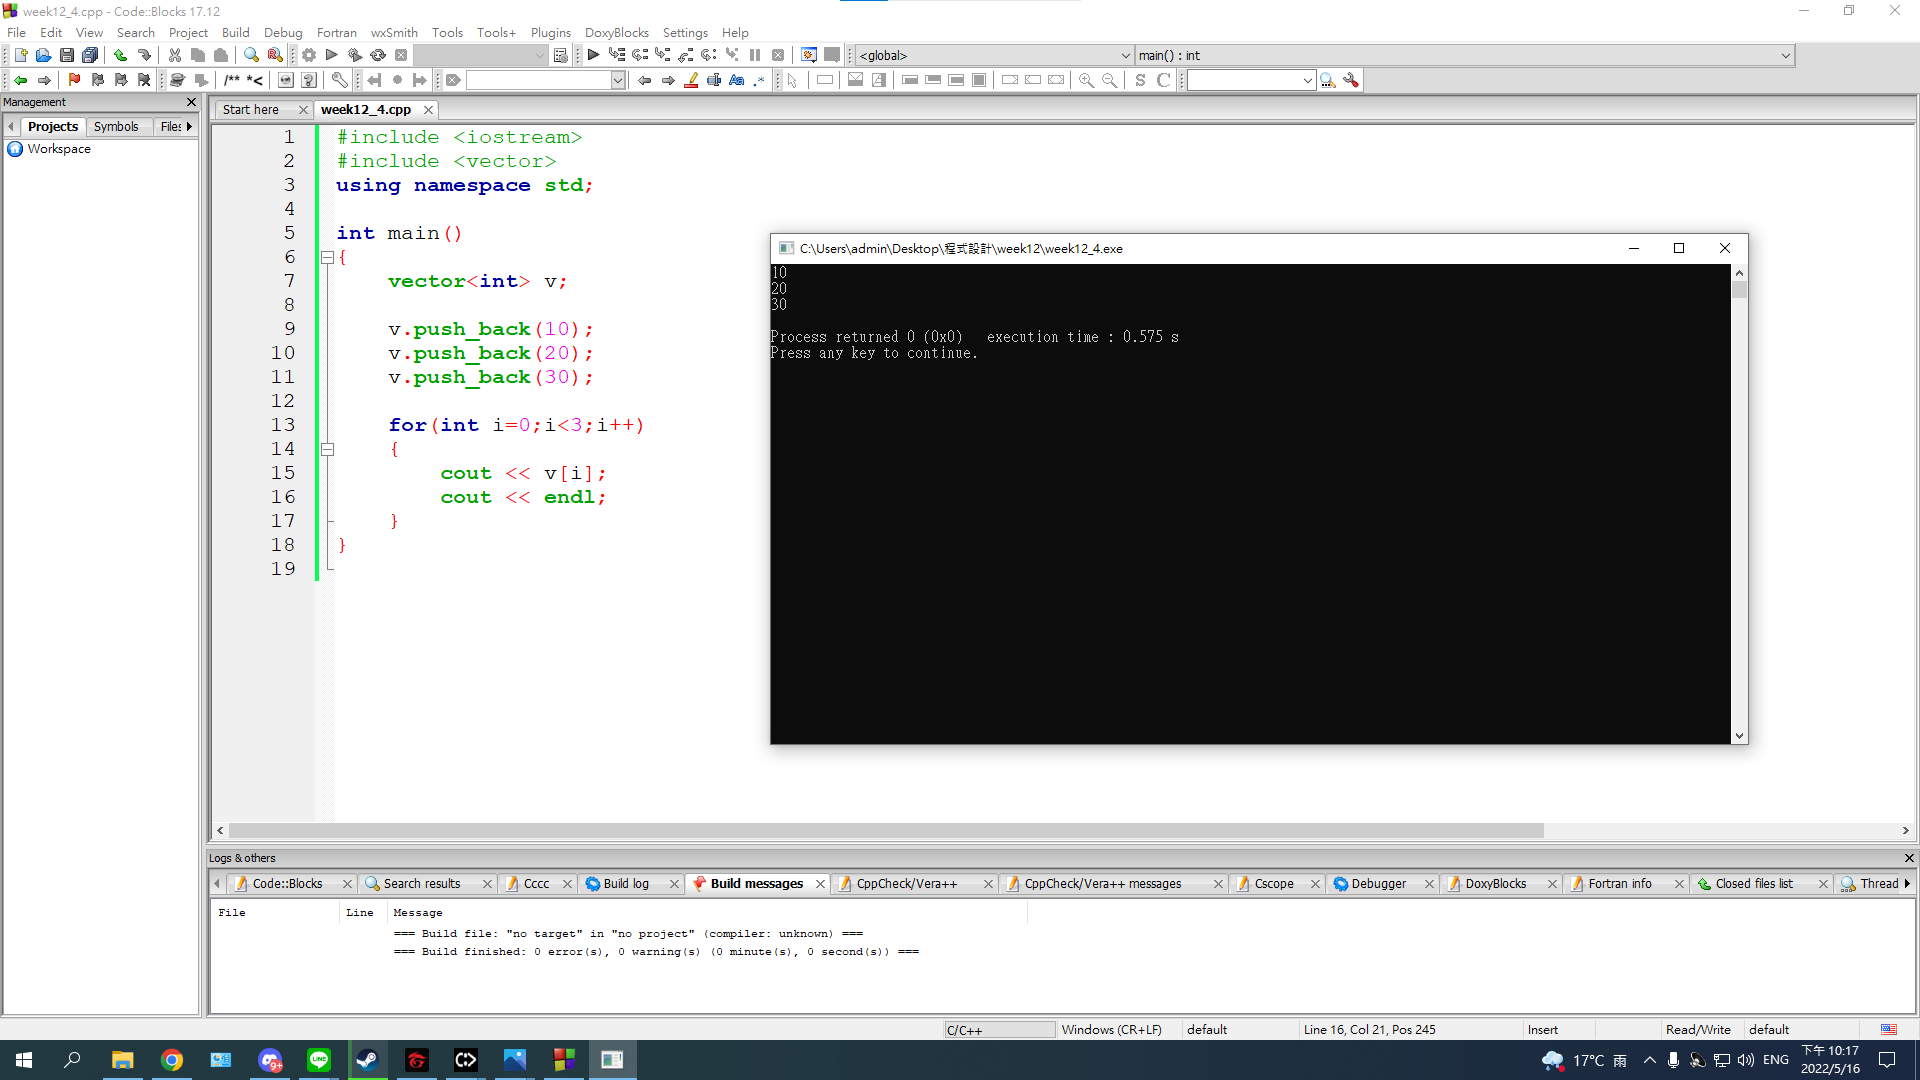 week12_4.cpp - Code::Blocks 17.12
File Edit View Search Project Build Debug Fortran wxSmith Tools Tools+ Plugins DoxyBlocks Settings Help
<global> main() : int
/** *<
Management
Start here week12_4.cpp
Projects Symbols Files
Workspace
1 #include <iostream>
2 #include <vector>
3 using namespace std;
4
5 int main()
6 {
7 vector<int> v;
8
9 v.push_back(10);
10 v.push_back(20);
11 v.push_back(30);
12
13 for(int i=0;i<3;i++)
14 {
15 cout << v[i];
16 cout << endl;
17 }
18 }
19
C:\Users\admin\Desktop\程式設計\week12\week12_4.exe
10
20
30
Process returned 0 (0x0) execution time : 0.575 s
Press any key to continue.
Logs & others
Code::Blocks Search results Cccc Build log Build messages CppCheck/Vera++ CppCheck/Vera++ messages Cscope Debugger DoxyBlocks Fortran info Closed files list Thread
File Line Message
=== Build file: "no target" in "no project" (compiler: unknown) ===
=== Build finished: 0 error(s), 0 warning(s) (0 minute(s), 0 second(s)) ===
C/C++ Windows (CR+LF) default Line 16, Col 21, Pos 245 Insert Read/Write default
17°C 雨 ENG 下午 10:17
2022/5/16